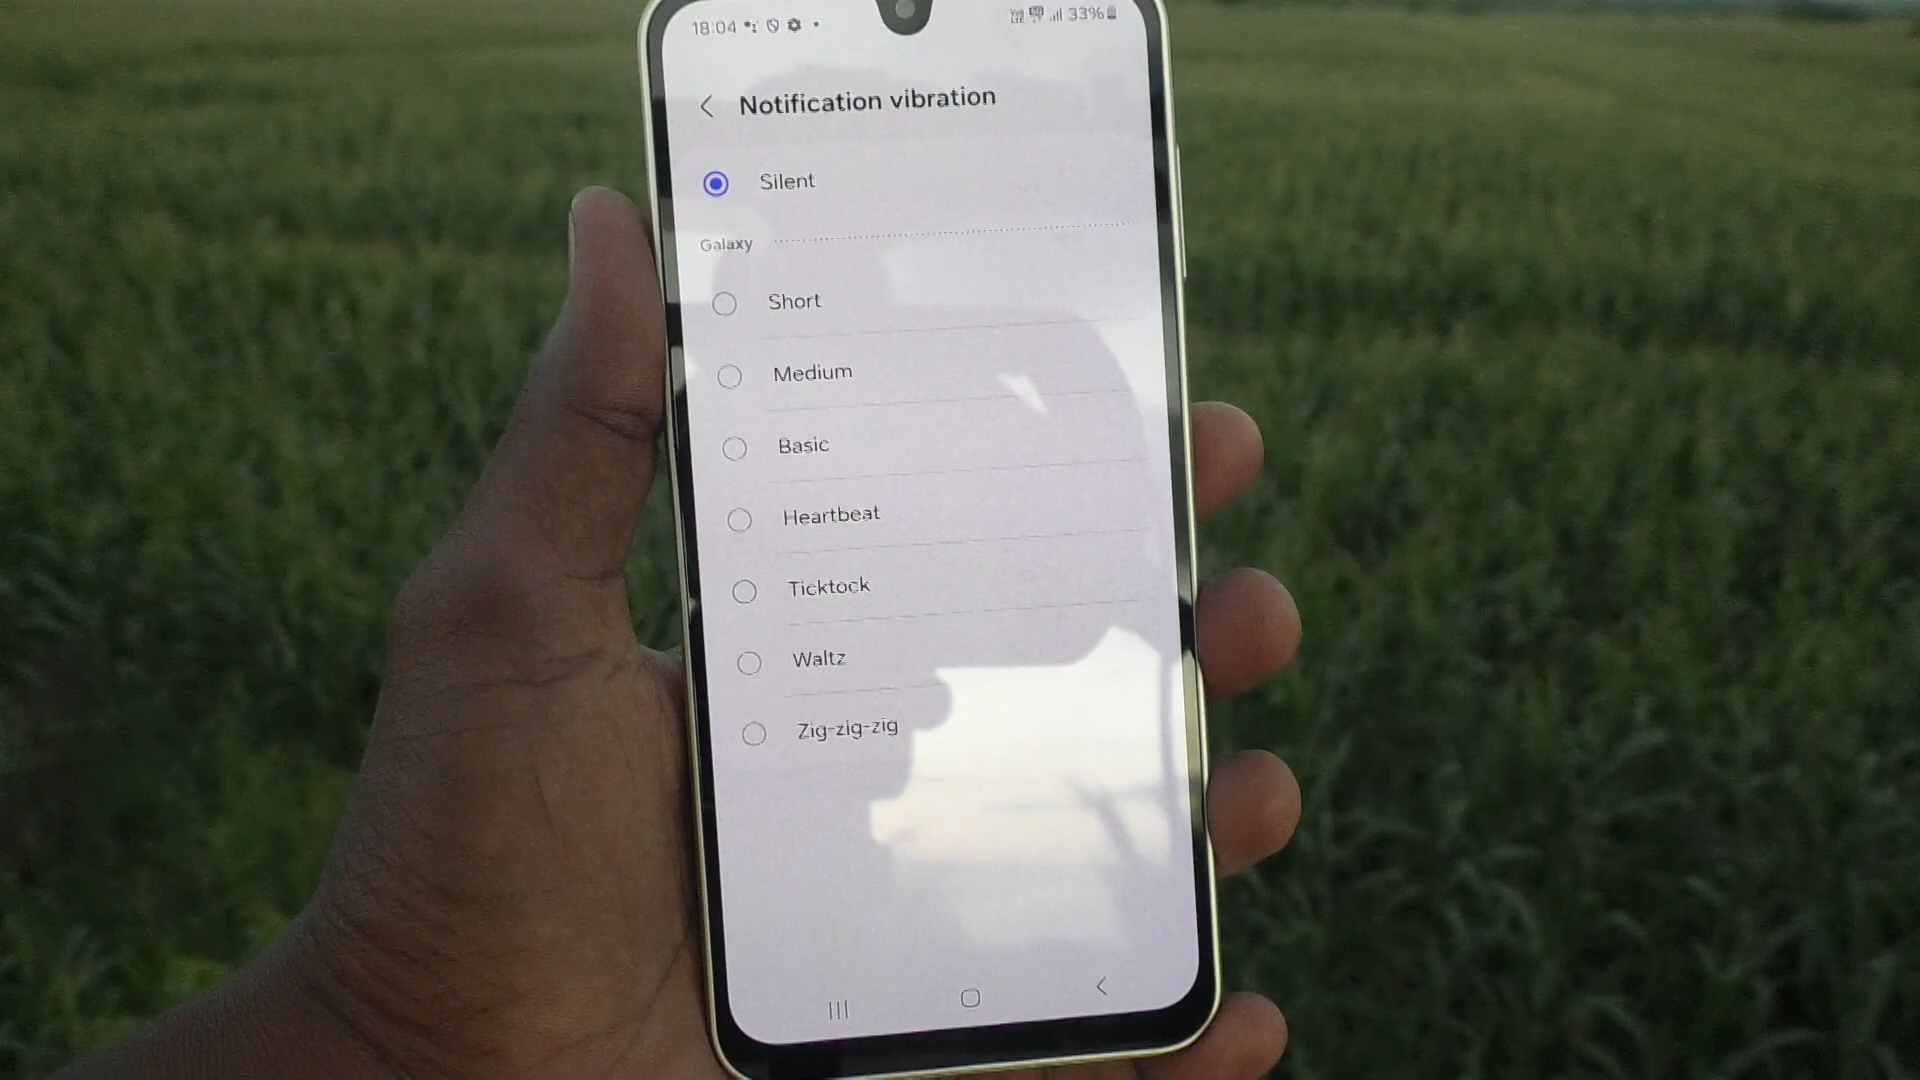 18:04 33%
Notification vibration
Silent
Galaxy
Short
Medium
Basic
Heartbeat
Ticktock
Waltz
Zig-zig-zig